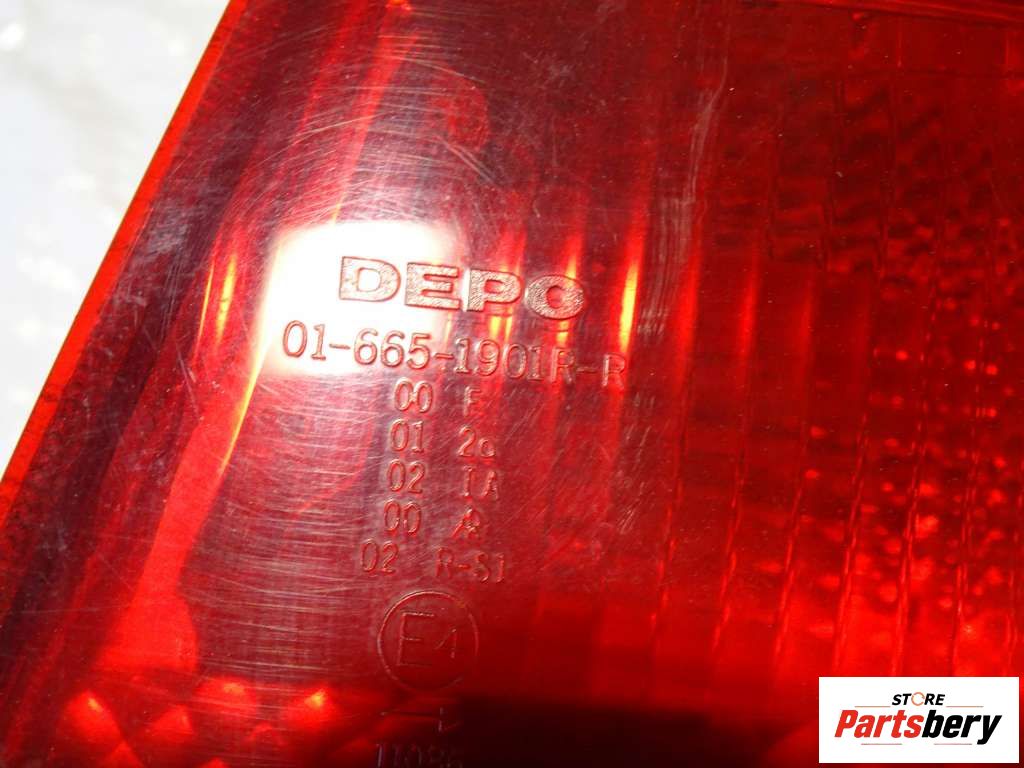 DEPO
01-665-1901R-R
00 F
01 2a
02 IA
00 AR
02 R-S1
E1
STORE
Partsbery